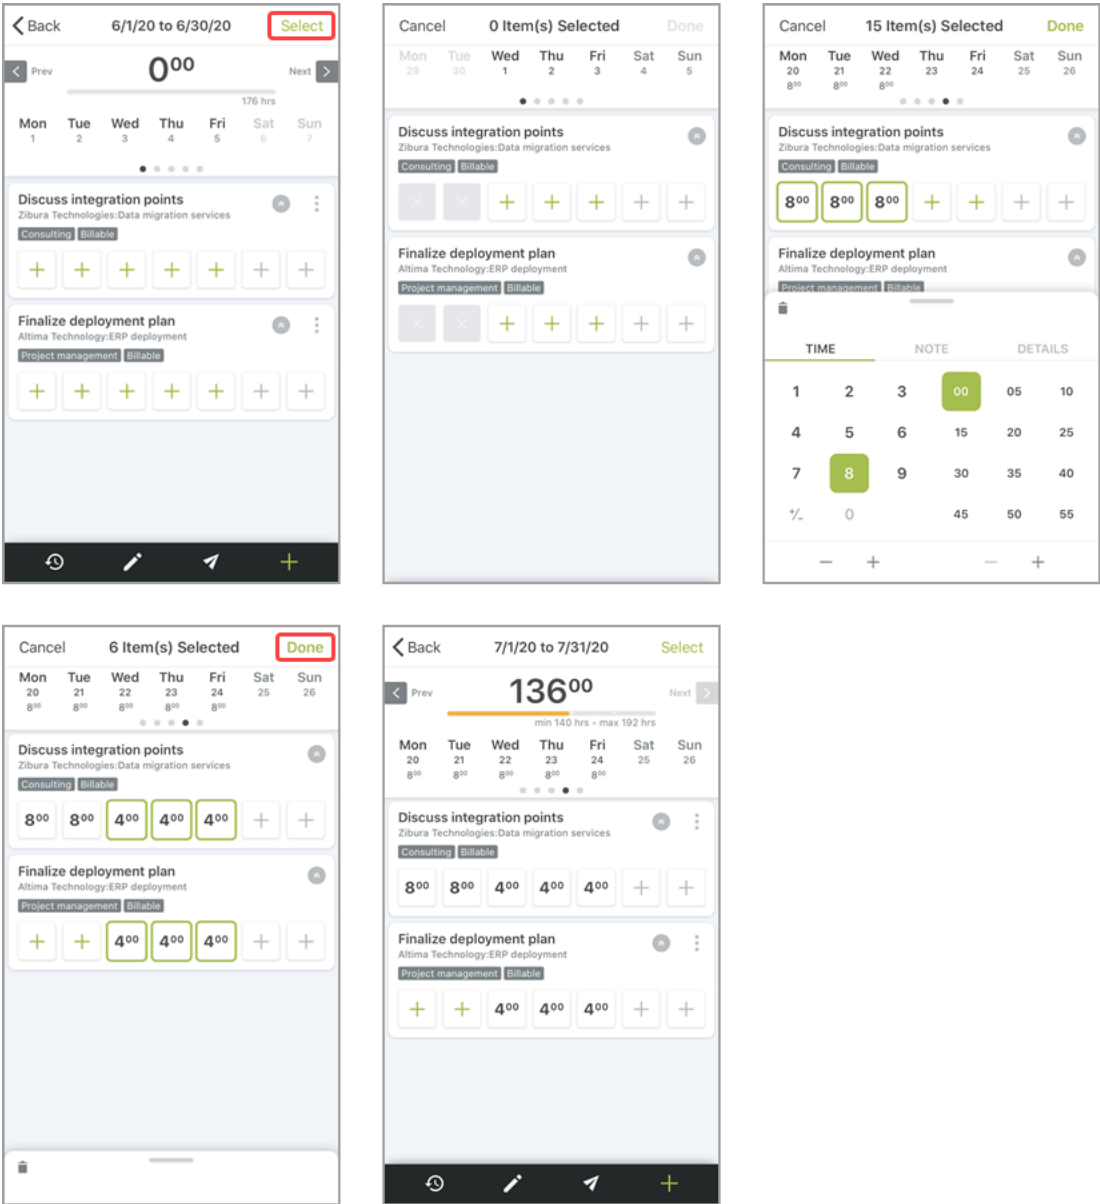 Back 6/1/20 to 6/30/20 Select
Prev 0⁰⁰ Next
176 hrs
Mon Tue Wed Thu Fri Sat Sun
1 2 3 4 5 6 7
Discuss integration points
Zibura Technologies:Data migration services
Consulting Billable
Finalize deployment plan
Altima Technology:ERP deployment
Project management Billable
Cancel 0 Item(s) Selected Done
Mon Tue Wed Thu Fri Sat Sun
29 30 1 2 3 4 5
Discuss integration points
Zibura Technologies:Data migration services
Consulting Billable
Finalize deployment plan
Altima Technology:ERP deployment
Project management Billable
Cancel 15 Item(s) Selected Done
Mon Tue Wed Thu Fri Sat Sun
20 21 22 23 24 25 26
8⁰⁰ 8⁰⁰ 8⁰⁰
Discuss integration points
Zibura Technologies:Data migration services
Consulting Billable
8⁰⁰ 8⁰⁰ 8⁰⁰ + + + +
Finalize deployment plan
Altima Technology:ERP deployment
Project management Billable
TIME NOTE DETAILS
1 2 3 00 05 10
4 5 6 15 20 25
7 8 9 30 35 40
+/- 0 45 50 55
− + − +
Cancel 6 Item(s) Selected Done
Mon Tue Wed Thu Fri Sat Sun
20 21 22 23 24 25 26
8⁰⁰ 8⁰⁰ 8⁰⁰ 8⁰⁰ 8⁰⁰
Discuss integration points
Zibura Technologies:Data migration services
Consulting Billable
8⁰⁰ 8⁰⁰ 4⁰⁰ 4⁰⁰ 4⁰⁰ + +
Finalize deployment plan
Altima Technology:ERP deployment
Project management Billable
+ + 4⁰⁰ 4⁰⁰ 4⁰⁰ + +
Back 7/1/20 to 7/31/20 Select
Prev 136⁰⁰ Next
min 140 hrs - max 192 hrs
Mon Tue Wed Thu Fri Sat Sun
20 21 22 23 24 25 26
8⁰⁰ 8⁰⁰ 8⁰⁰ 8⁰⁰ 8⁰⁰
Discuss integration points
Zibura Technologies:Data migration services
Consulting Billable
8⁰⁰ 8⁰⁰ 4⁰⁰ 4⁰⁰ 4⁰⁰ + +
Finalize deployment plan
Altima Technology:ERP deployment
Project management Billable
+ + 4⁰⁰ 4⁰⁰ 4⁰⁰ + +